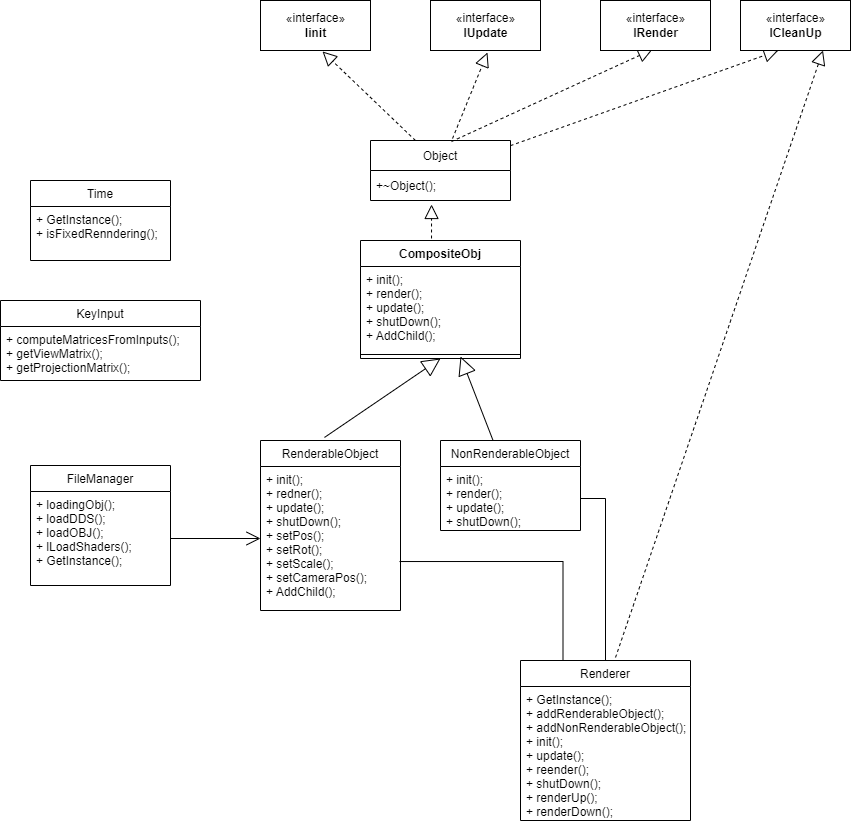 «interface»
Iinit
«interface»
IUpdate
«interface»
IRender
«interface»
ICleanUp
Object
+~Object();
Time
+ GetInstance();
+ isFixedRenndering();
CompositeObj
+ init();
+ render();
+ update();
+ shutDown();
+ AddChild();
KeyInput
+ computeMatricesFromInputs();
+ getViewMatrix();
+ getProjectionMatrix();
RenderableObject
+ init();
+ redner();
+ update();
+ shutDown();
+ setPos();
+ setRot();
+ setScale();
+ setCameraPos();
+ AddChild();
NonRenderableObject
+ init();
+ render();
+ update();
+ shutDown();
FileManager
+ loadingObj();
+ loadDDS();
+ loadOBJ();
+ lLoadShaders();
+ GetInstance();
Renderer
+ GetInstance();
+ addRenderableObject();
+ addNonRenderableObject();
+ init();
+ update();
+ reender();
+ shutDown();
+ renderUp();
+ renderDown();